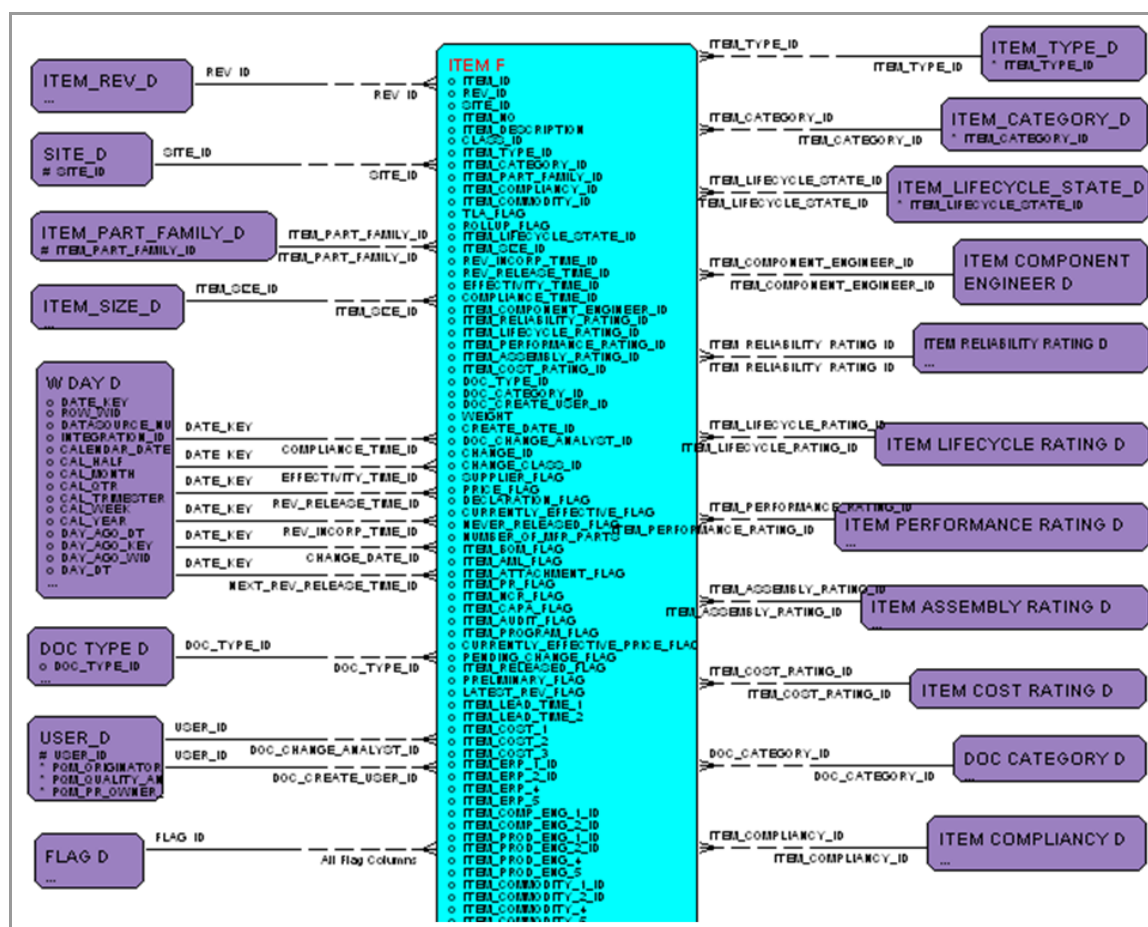 ITEM_REV_D
...
REV_ID
REV_ID
SITE_D
# SITE_ID
SITE_ID
SITE_ID
ITEM_PART_FAMILY_D
# ITEM_PART_FAMILY_ID
ITEM_PART_FAMILY_ID
ITEM_PART_FAMILY_ID
ITEM_SIZE_D
...
ITEM_SIZE_ID
ITEM_SIZE_ID
W DAY D
o DATE_KEY
o ROW_WID
o DATASOURCE_NU
o INTEGRATION_ID
o CALENDAR_DATE
o CAL_HALF
o CAL_MONTH
o CAL_QTR
o CAL_TRIMESTER
o CAL_WEEK
o CAL_YEAR
o DAY_AGO_DT
o DAY_AGO_KEY
o DAY_AGO_WID
o DAY_DT
...
DATE_KEY
COMPLIANCE_TIME_ID
DATE_KEY
EFFECTIVITY_TIME_ID
DATE_KEY
REV_RELEASE_TIME_ID
DATE_KEY
REV_INCORP_TIME_ID
DATE_KEY
CHANGE_DATE_ID
DATE_KEY
NEXT_REV_RELEASE_TIME_ID
DOC TYPE D
o DOC_TYPE_ID
...
DOC_TYPE_ID
DOC_TYPE_ID
USER_D
# USER_ID
* PQM_ORIGINATOR
* PQM_QUALITY_AN
* PQM_PR_OWNER_
USER_ID
DOC_CHANGE_ANALYST_ID
USER_ID
DOC_CREATE_USER_ID
FLAG D
...
FLAG_ID
All Flag Columns
ITEM F
o ITEM_ID
o REV_ID
o SITE_ID
o ITEM_NO
o ITEM_DESCRIPTION
o CLASS_ID
o ITEM_TYPE_ID
o ITEM_CATEGORY_ID
o ITEM_PART_FAMILY_ID
o ITEM_COMPLIANCY_ID
o ITEM_COMMODITY_ID
o TLA_FLAG
o ROLLUP_FLAG
o ITEM_LIFECYCLE_STATE_ID
o ITEM_SIZE_ID
o REV_INCORP_TIME_ID
o REV_RELEASE_TIME_ID
o EFFECTIVITY_TIME_ID
o COMPLIANCE_TIME_ID
o ITEM_COMPONENT_ENGINEER_ID
o ITEM_RELIABILITY_RATING_ID
o ITEM_LIFECYCLE_RATING_ID
o ITEM_PERFORMANCE_RATING_ID
o ITEM_ASSEMBLY_RATING_ID
o ITEM_COST_RATING_ID
o DOC_TYPE_ID
o DOC_CATEGORY_ID
o DOC_CREATE_USER_ID
o WEIGHT
o CREATE_DATE_ID
o DOC_CHANGE_ANALYST_ID
o CHANGE_ID
o CHANGE_CLASS_ID
o SUPPLIER_FLAG
o PRICE_FLAG
o DECLARATION_FLAG
o CURRENTLY_EFFECTIVE_FLAG
o NEVER_RELEASED_FLAG
o NUMBER_OF_MFR_PARTS
o ITEM_BOM_FLAG
o ITEM_AML_FLAG
o ITEM_ATTACHMENT_FLAG
o ITEM_PR_FLAG
o ITEM_NCR_FLAG
o ITEM_CAPA_FLAG
o ITEM_AUDIT_FLAG
o ITEM_PROGRAM_FLAG
o CURRENTLY_EFFECTIVE_PRICE_FLAG
o PENDING_CHANGE_FLAG
o ITEM_RELEASED_FLAG
o PRELIMINARY_FLAG
o LATEST_REV_FLAG
o ITEM_LEAD_TIME_1
o ITEM_LEAD_TIME_2
o ITEM_COST_1
o ITEM_COST_2
o ITEM_COST_3
o ITEM_ERP_1_ID
o ITEM_ERP_2_ID
o ITEM_ERP_4
o ITEM_ERP_5
o ITEM_COMP_ENG_1_ID
o ITEM_COMP_ENG_2_ID
o ITEM_PROD_ENG_1_ID
o ITEM_PROD_ENG_2_ID
o ITEM_PROD_ENG_4
o ITEM_PROD_ENG_5
o ITEM_COMMODITY_1_ID
o ITEM_COMMODITY_2_ID
o ITEM_COMMODITY_4
ITEM_TYPE_ID
ITEM_TYPE_ID
ITEM_TYPE_D
* ITEM_TYPE_ID
ITEM_CATEGORY_ID
ITEM_CATEGORY_ID
ITEM_CATEGORY_D
* ITEM_CATEGORY_ID
ITEM_LIFECYCLE_STATE_ID
ITEM_LIFECYCLE_STATE_ID
ITEM_LIFECYCLE_STATE_D
* ITEM_LIFECYCLE_STATE_ID
ITEM_COMPONENT_ENGINEER_ID
ITEM_COMPONENT_ENGINEER_ID
ITEM COMPONENT
ENGINEER D
ITEM RELIABILITY RATING ID
ITEM RELIABILITY RATING ID
ITEM RELIABILITY RATING D
...
ITEM_LIFECYCLE_RATING_ID
ITEM_LIFECYCLE_RATING_ID
ITEM LIFECYCLE RATING D
ITEM_PERFORMANCE_RATING_ID
ITEM_PERFORMANCE_RATING_ID
ITEM PERFORMANCE RATING D
...
ITEM_ASSEMBLY_RATING_ID
ITEM_ASSEMBLY_RATING_ID
ITEM ASSEMBLY RATING D
...
ITEM_COST_RATING_ID
ITEM_COST_RATING_ID
ITEM COST RATING D
DOC_CATEGORY_ID
DOC_CATEGORY_ID
DOC CATEGORY D
...
ITEM_COMPLIANCY_ID
ITEM_COMPLIANCY_ID
ITEM COMPLIANCY D
...